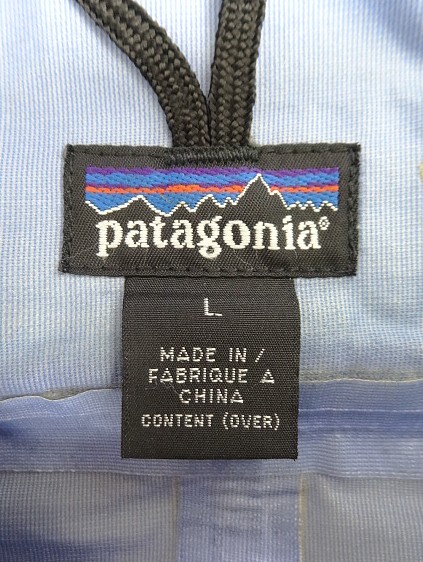 patagonia®
L
MADE IN /
FABRIQUE A
CHINA
CONTENT (OVER)